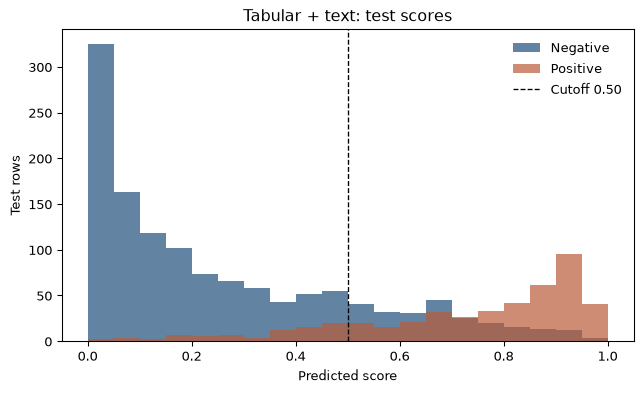 Tabular + text: test scores
Negative
Positive
Cutoff 0.50
Test rows
300
250
200
150
100
50
0
0.0 0.2 0.4 0.6 0.8 1.0
Predicted score